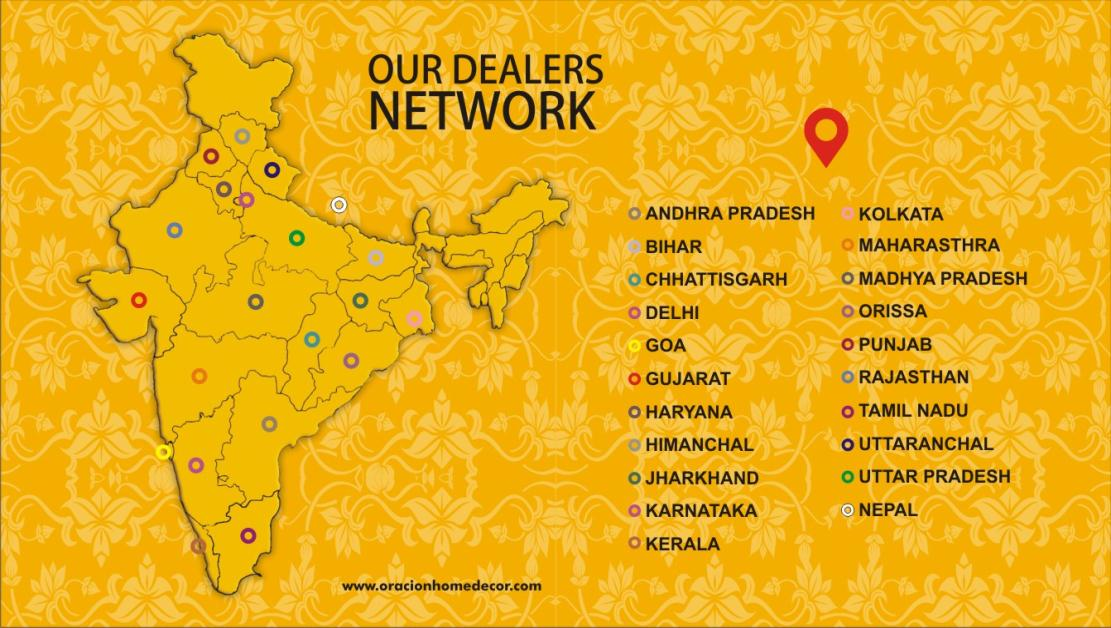 OUR DEALERS
NETWORK
ANDHRA PRADESH
BIHAR
CHHATTISGARH
DELHI
GOA
GUJARAT
HARYANA
HIMANCHAL
JHARKHAND
KARNATAKA
KERALA
KOLKATA
MAHARASTHRA
MADHYA PRADESH
ORISSA
PUNJAB
RAJASTHAN
TAMIL NADU
UTTARANCHAL
UTTAR PRADESH
NEPAL
www.oracionhomedecor.com